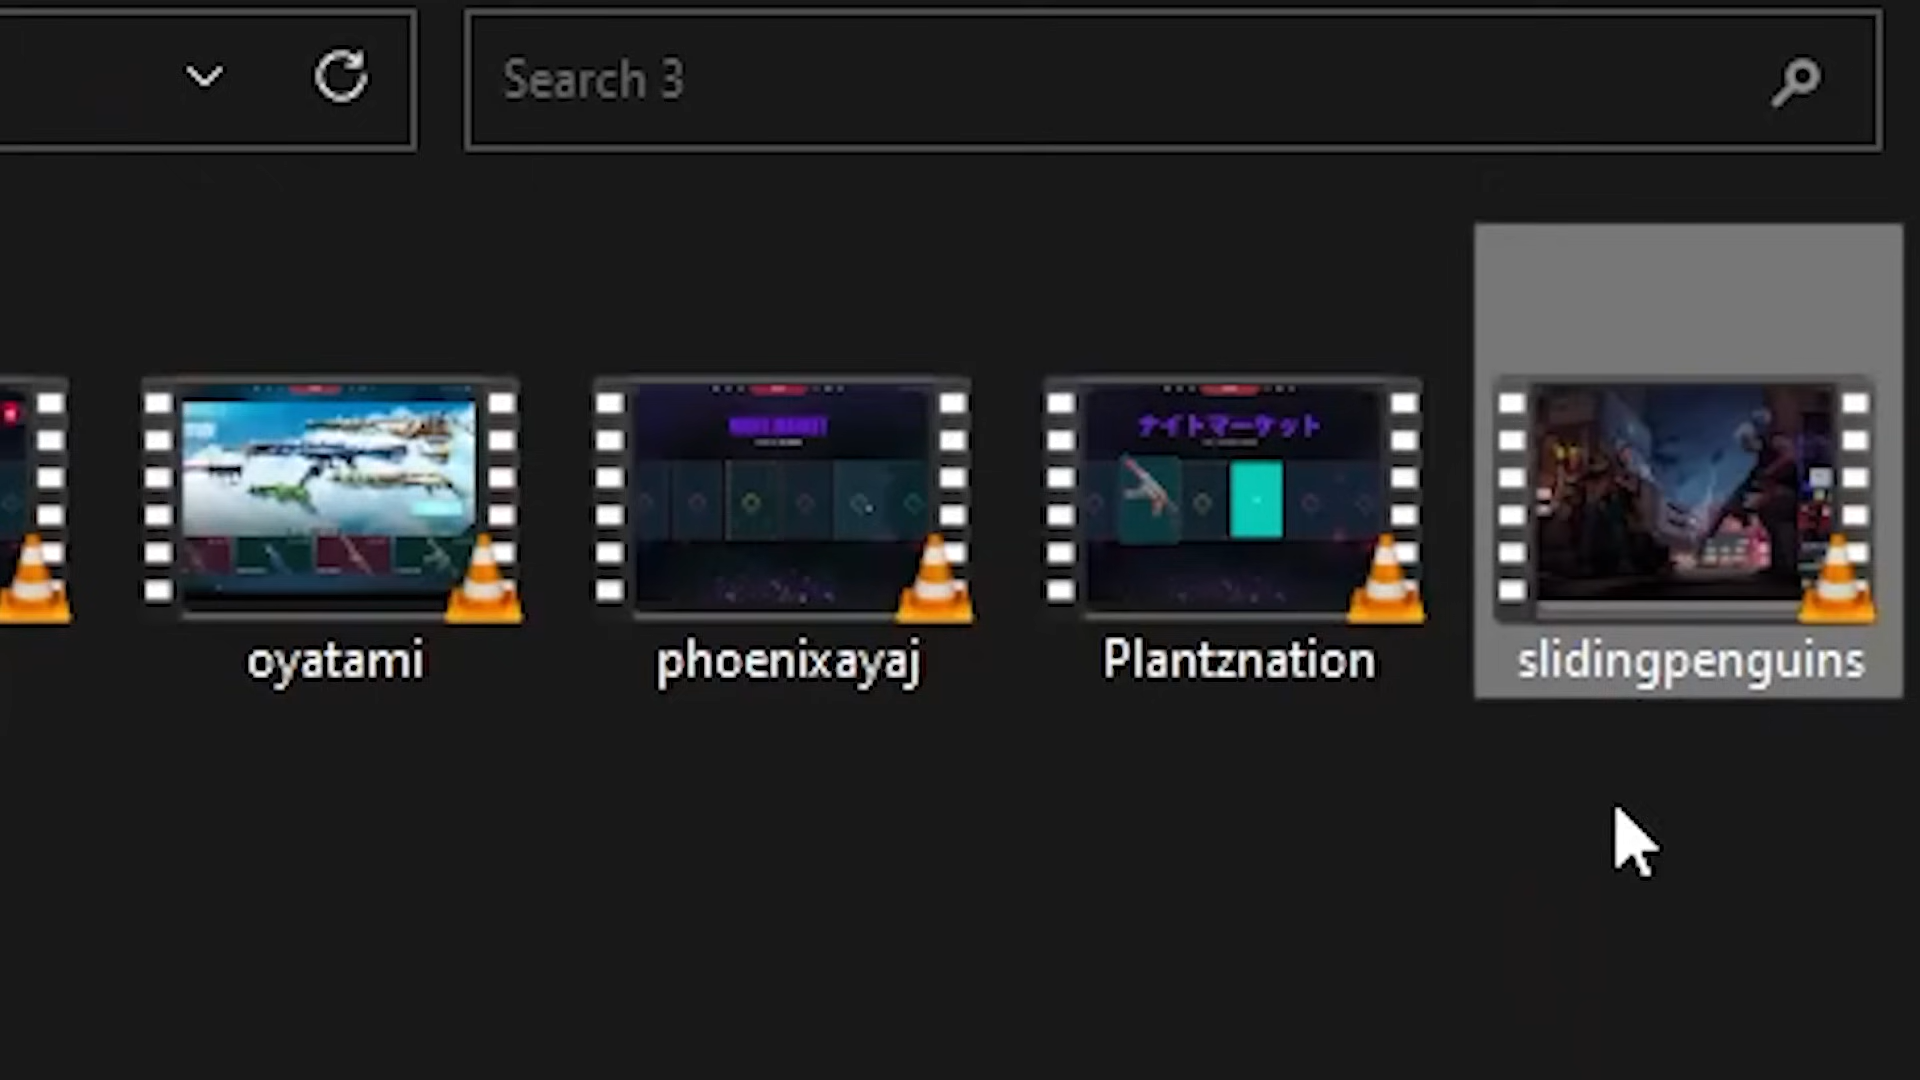 Search 3
ナイトマーケット
oyatami
phoenixayaj
Plantznation
slidingpenguins